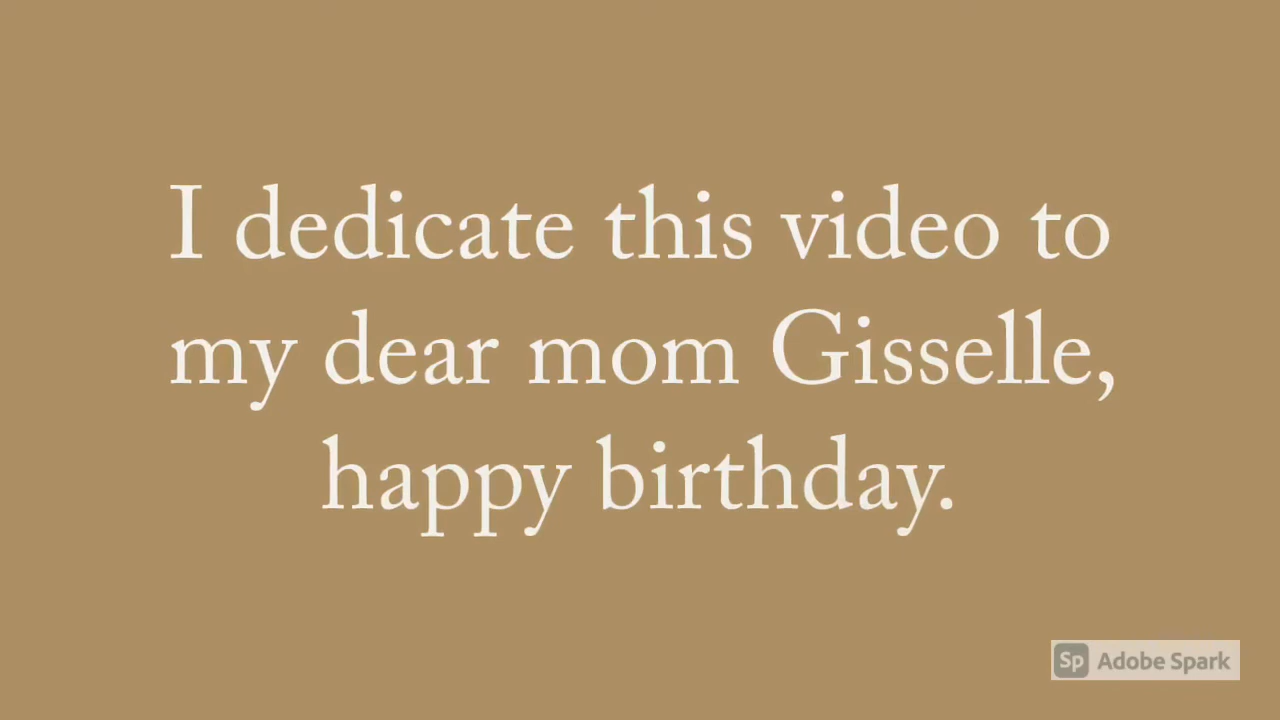 I dedicate this video to
my dear mom Gisselle,
happy birthday.
Sp Adobe Spark